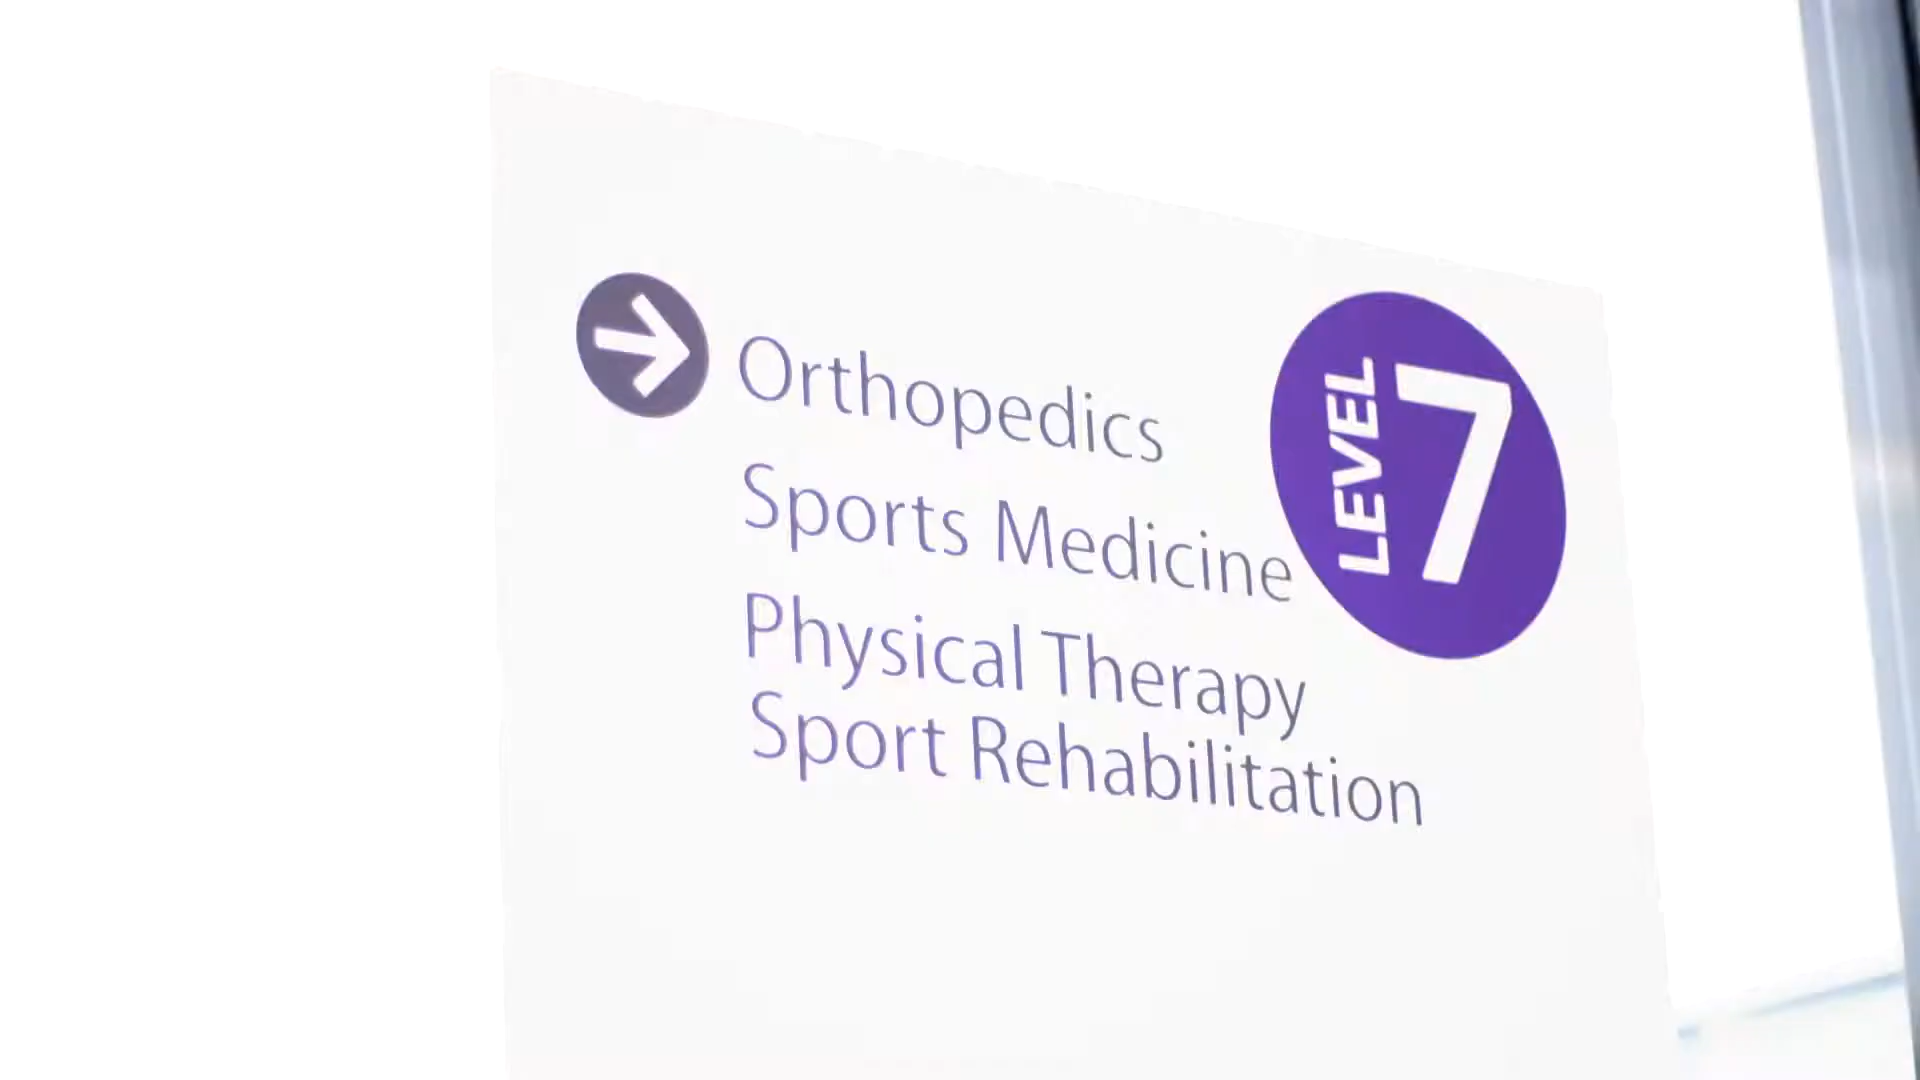 Orthopedics
Sports Medicine
Physical Therapy
Sport Rehabilitation
LEVEL
7